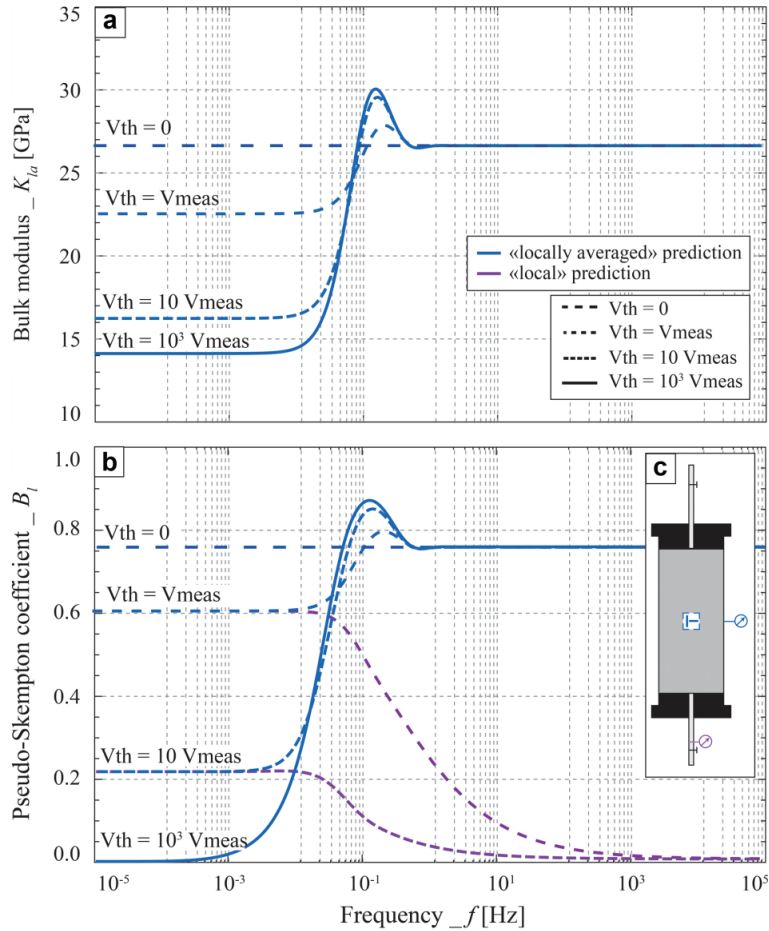 a
35
30
25
20
15
10
Bulk modulus _ Kla [GPa]
Vth = 0
Vth = Vmeas
Vth = 10 Vmeas
Vth = 10³ Vmeas
«locally averaged» prediction
«local» prediction
Vth = 0
Vth = Vmeas
Vth = 10 Vmeas
Vth = 10³ Vmeas
b
c
1.0
0.8
0.6
0.4
0.2
0.0
Pseudo-Skempton coefficient _ Bl
Vth = 0
Vth = Vmeas
Vth = 10 Vmeas
Vth = 10³ Vmeas
10⁻⁵ 10⁻³ 10⁻¹ 10¹ 10³ 10⁵
Frequency _ f [Hz]